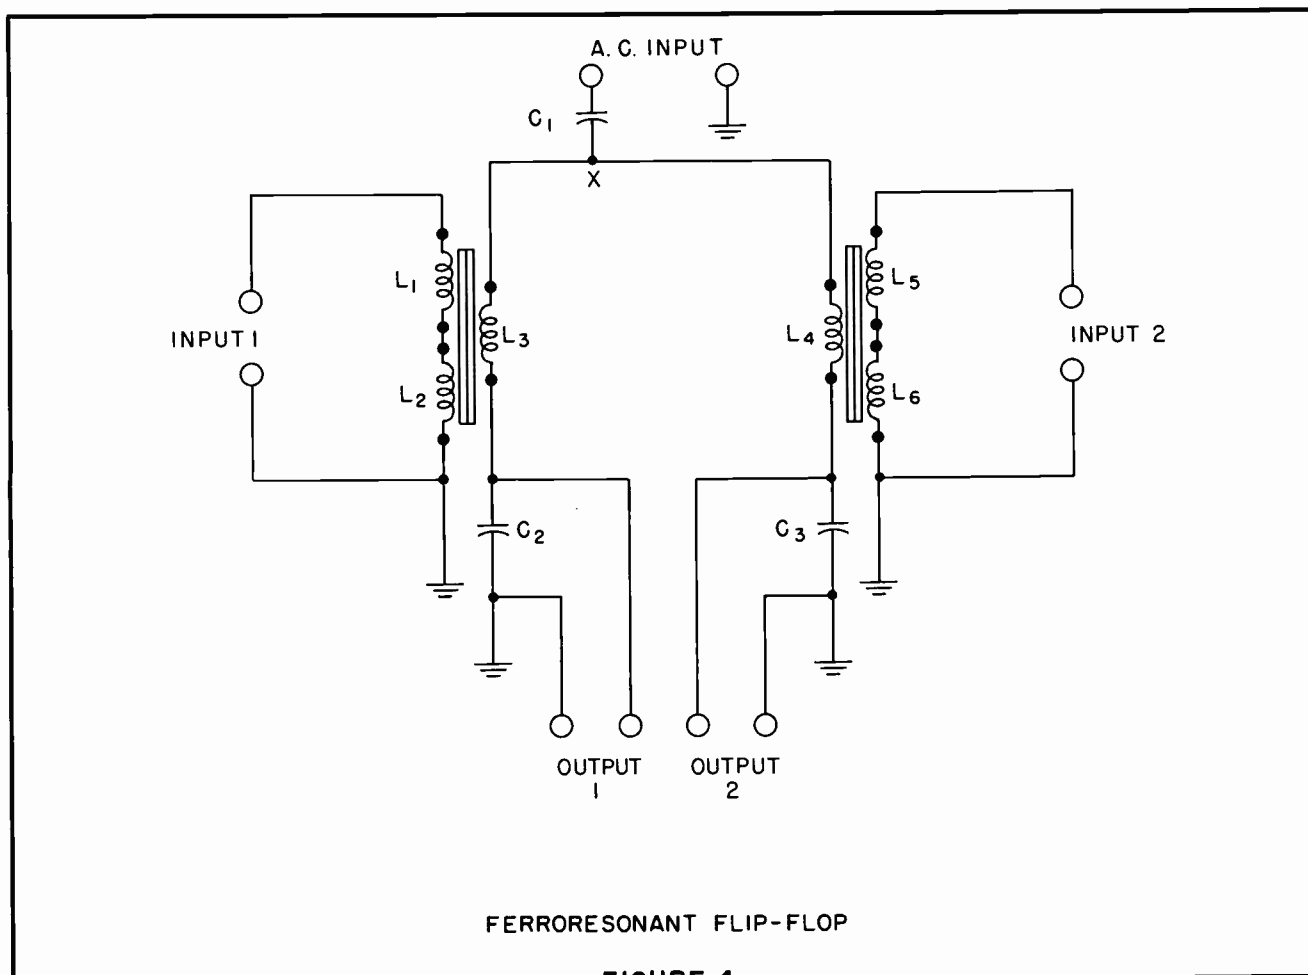 A. C. INPUT
C1
X
L1
L2
L3
L4
L5
L6
INPUT 1
INPUT 2
C2
C3
OUTPUT
1
OUTPUT
2
FERRORESONANT FLIP-FLOP